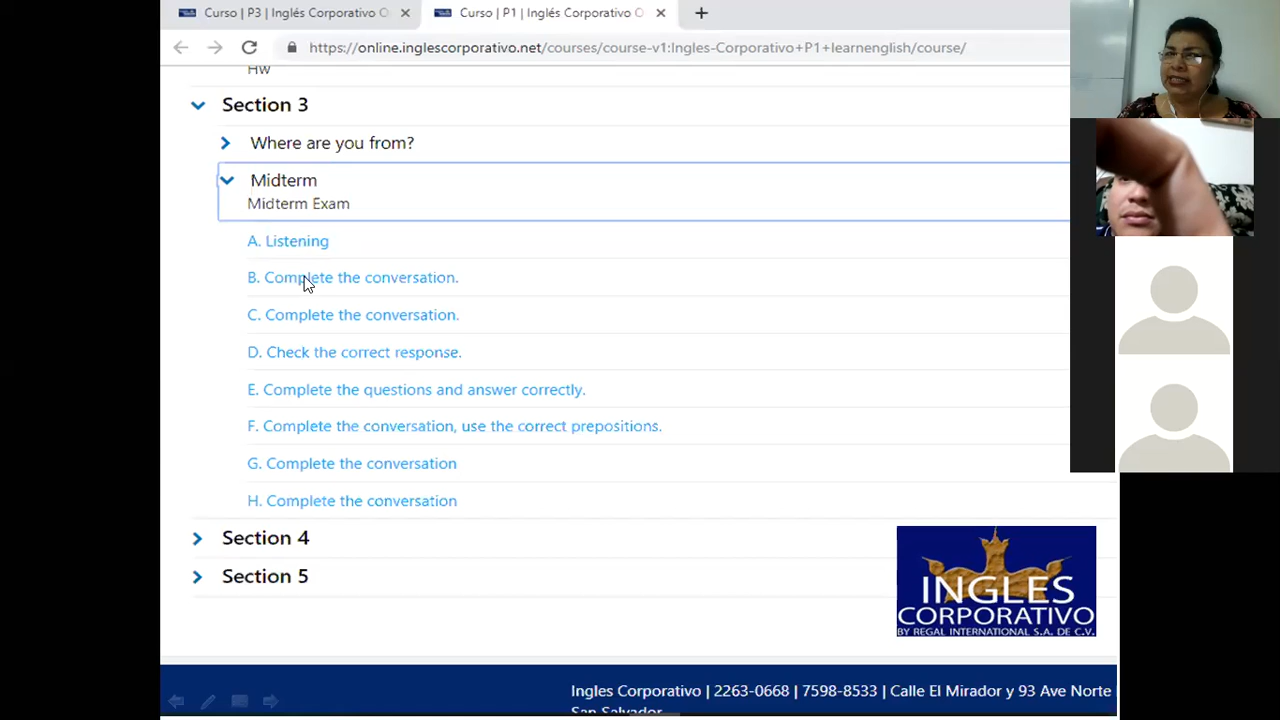 Curso | P3 | Inglés Corporativo O
Curso | P1 | Inglés Corporativo O
https://online.inglescorporativo.net/courses/course-v1:Ingles-Corporativo+P1+learnenglish/course/
Hw
Section 3
Where are you from?
Midterm
Midterm Exam
A. Listening
B. Complete the conversation.
C. Complete the conversation.
D. Check the correct response.
E. Complete the questions and answer correctly.
F. Complete the conversation, use the correct prepositions.
G. Complete the conversation
H. Complete the conversation
Section 4
Section 5
INGLES
CORPORATIVO
BY REGAL INTERNATIONAL S.A. DE C.V.
Ingles Corporativo | 2263-0668 | 7598-8533 | Calle El Mirador y 93 Ave Norte
San Salvador